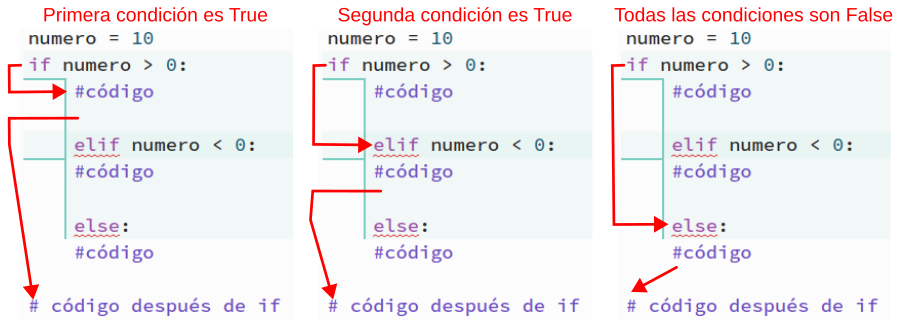 Primera condición es True
numero = 10
if numero > 0:
#código
elif numero < 0:
#código
else:
#código
# código después de if
Segunda condición es True
numero = 10
if numero > 0:
#código
elif numero < 0:
#código
else:
#código
# código después de if
Todas las condiciones son False
numero = 10
if numero > 0:
#código
elif numero < 0:
#código
else:
#código
# código después de if